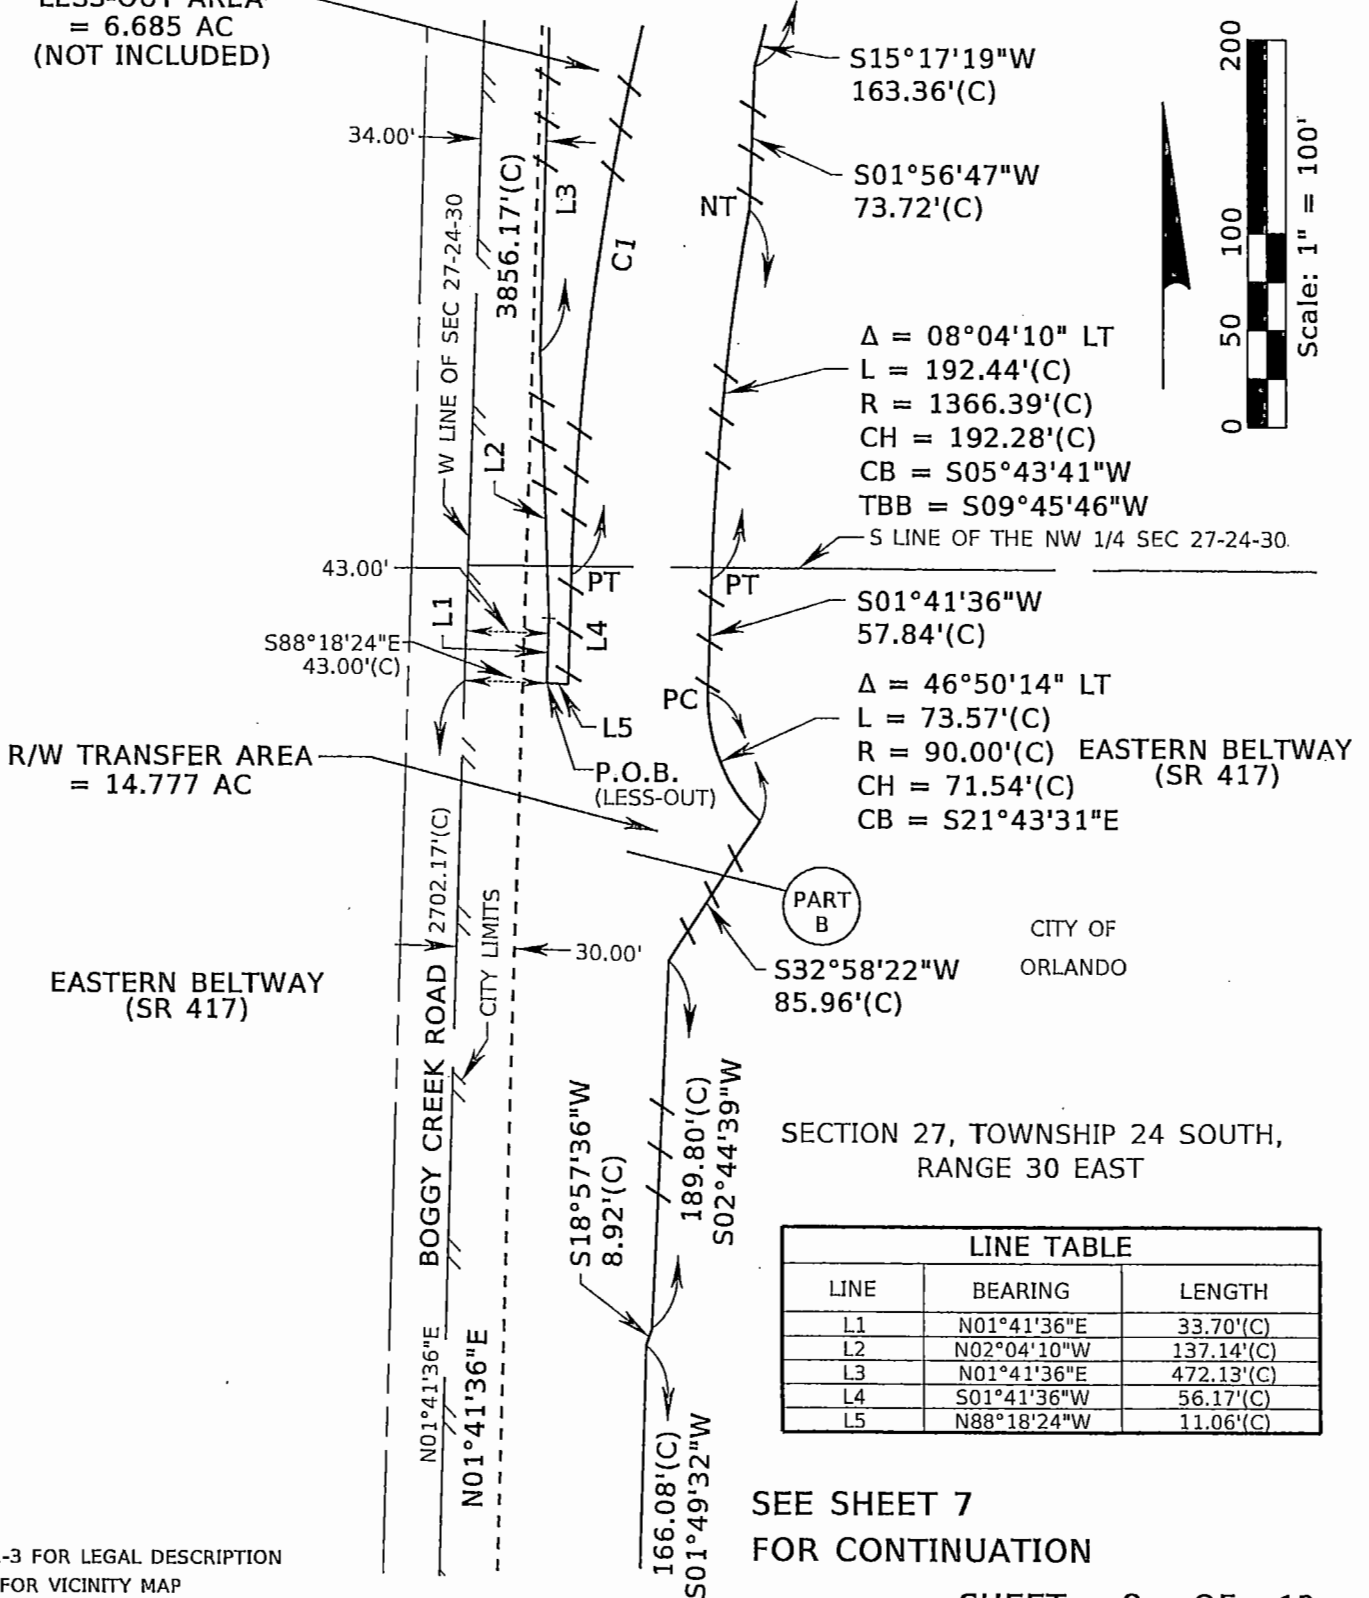 LESS-OUT AREA
= 6.685 AC
(NOT INCLUDED)
S15°17'19"W
163.36'(C)
34.00'
S01°56'47"W
73.72'(C)
NT
W LINE OF SEC 27-24-30
3856.17'(C)
L3
C1
200
100
50
0
Scale: 1" = 100'
Δ = 08°04'10" LT
L = 192.44'(C)
R = 1366.39'(C)
CH = 192.28'(C)
CB = S05°43'41"W
TBB = S09°45'46"W
L2
S LINE OF THE NW 1/4 SEC 27-24-30
43.00'
PT
PT
L1
L4
S01°41'36"W
57.84'(C)
S88°18'24"E
43.00'(C)
PC
L5
P.O.B.
(LESS-OUT)
Δ = 46°50'14" LT
L = 73.57'(C)
R = 90.00'(C)
CH = 71.54'(C)
CB = S21°43'31"E
EASTERN BELTWAY
(SR 417)
R/W TRANSFER AREA
= 14.777 AC
PART
B
CITY OF
ORLANDO
S32°58'22"W
85.96'(C)
2702.17'(C)
CITY LIMITS
30.00'
EASTERN BELTWAY
(SR 417)
BOGGY CREEK ROAD
S18°57'36"W
8.92'(C)
189.80'(C)
S02°44'39"W
SECTION 27, TOWNSHIP 24 SOUTH,
RANGE 30 EAST
LINE TABLE
LINE BEARING LENGTH
L1 N01°41'36"E 33.70'(C)
L2 N02°04'10"W 137.14'(C)
L3 N01°41'36"E 472.13'(C)
L4 S01°41'36"W 56.17'(C)
L5 N88°18'24"W 11.06'(C)
N01°41'36"E
N01°41'36"E
166.08'(C)
S01°49'32"W
SEE SHEET 7
FOR CONTINUATION
-3 FOR LEGAL DESCRIPTION
FOR VICINITY MAP
SHEET OF